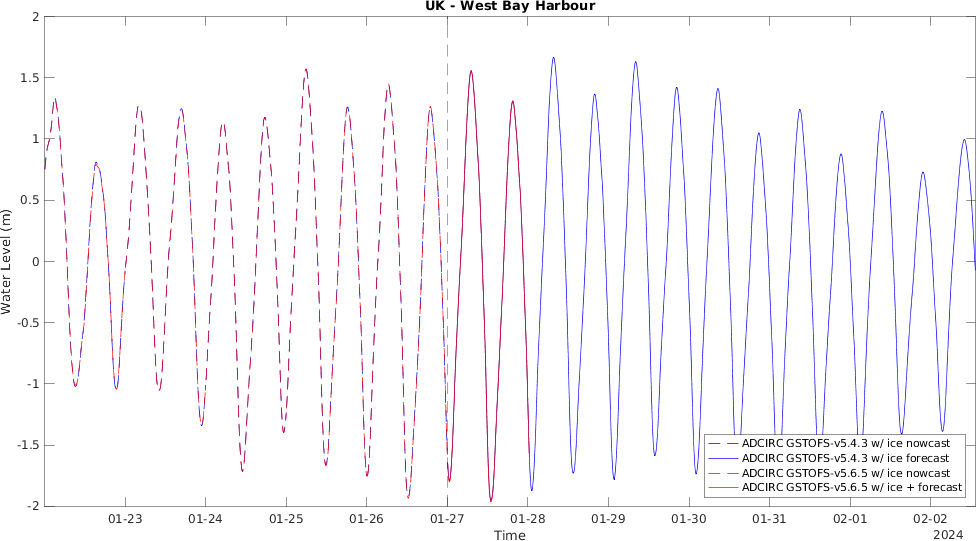 UK - West Bay Harbour
2
1.5
1
0.5
0
-0.5
-1
-1.5
-2
Water Level (m)
ADCIRC GSTOFS-v5.4.3 w/ ice nowcast
ADCIRC GSTOFS-v5.4.3 w/ ice forecast
ADCIRC GSTOFS-v5.6.5 w/ ice nowcast
ADCIRC GSTOFS-v5.6.5 w/ ice + forecast
01-23 01-24 01-25 01-26 01-27 01-28 01-29 01-30 01-31 02-01 02-02
Time 2024